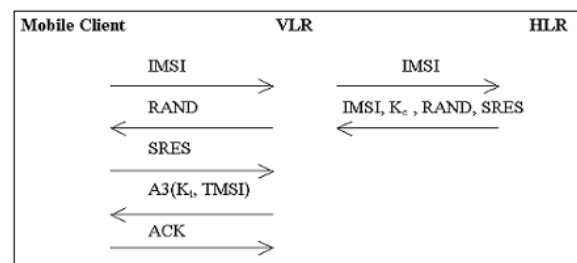 Mobile Client VLR HLR
IMSI IMSI
RAND IMSI, Kc , RAND, SRES
SRES
A3(Ki, TMSI)
ACK